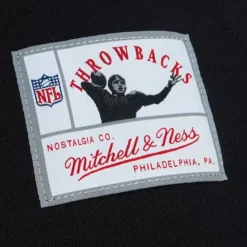 THROWBACKS
NFL
NOSTALGIA CO.
Mitchell & Ness
PHILADELPHIA, PA.